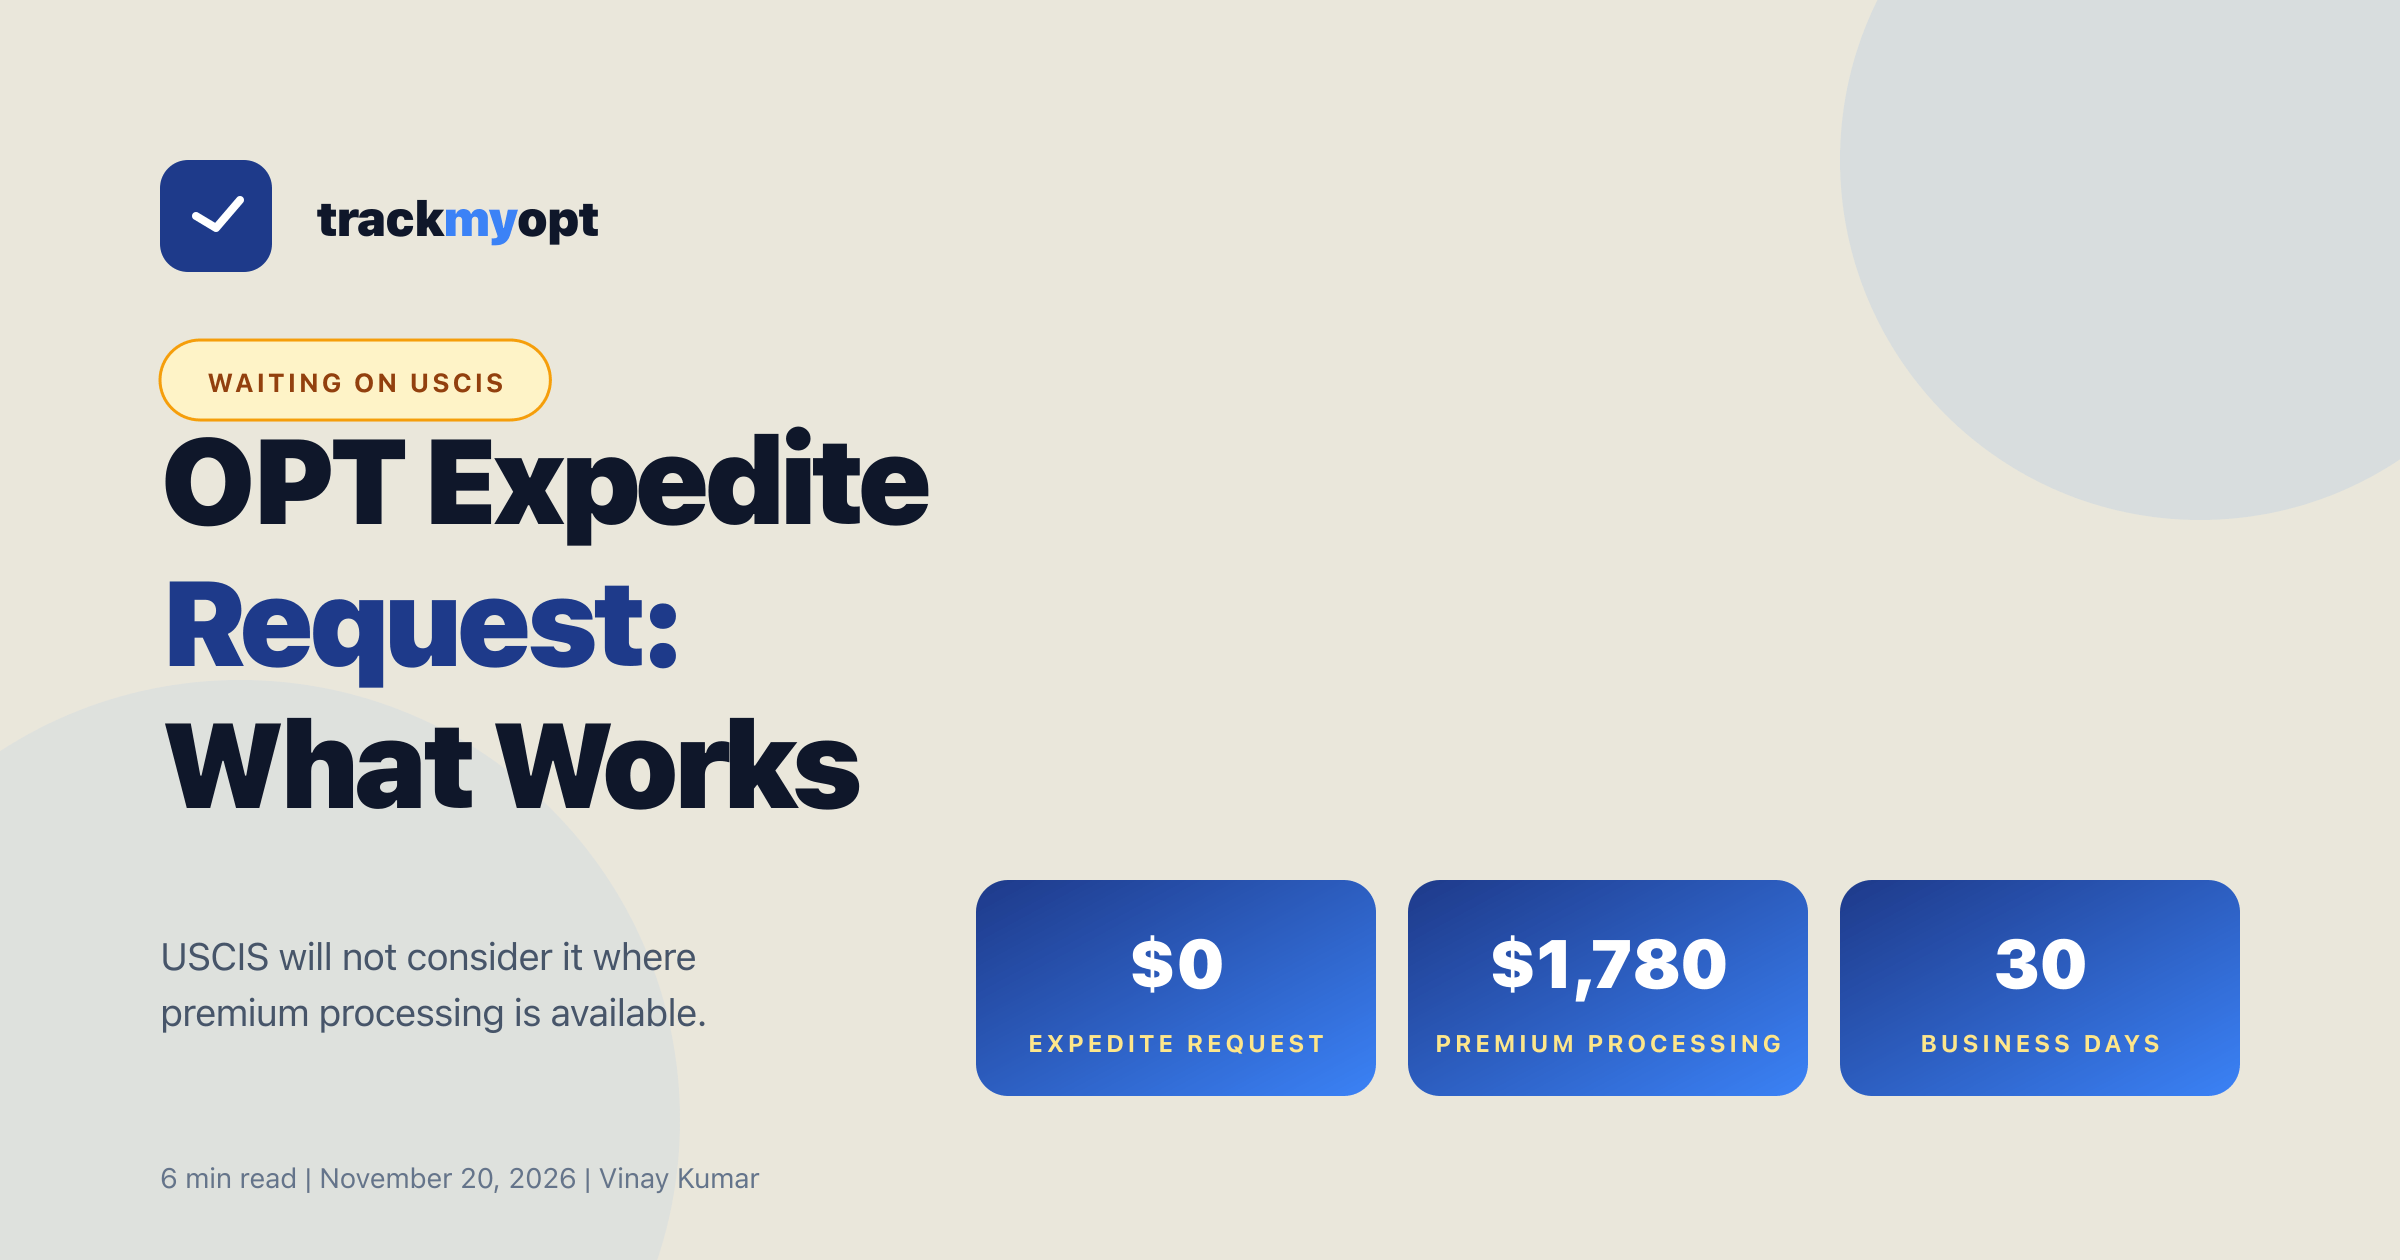 trackmyopt
WAITING ON USCIS
OPT Expedite
Request:
What Works
USCIS will not consider it where
premium processing is available.
$0
EXPEDITE REQUEST
$1,780
PREMIUM PROCESSING
30
BUSINESS DAYS
6 min read | November 20, 2026 | Vinay Kumar